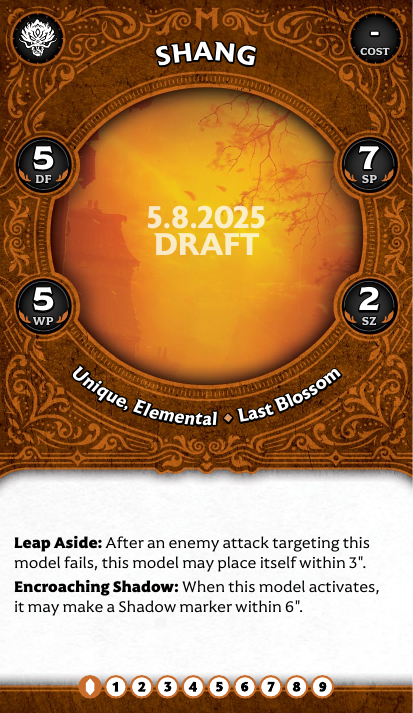 SHANG
-
COST
5
DF
7
SP
5.8.2025
DRAFT
5
WP
2
SZ
Unique, Elemental ◆ Last Blossom
Leap Aside: After an enemy attack targeting this
model fails, this model may place itself within 3".
Encroaching Shadow: When this model activates,
it may make a Shadow marker within 6".
1 2 3 4 5 6 7 8 9